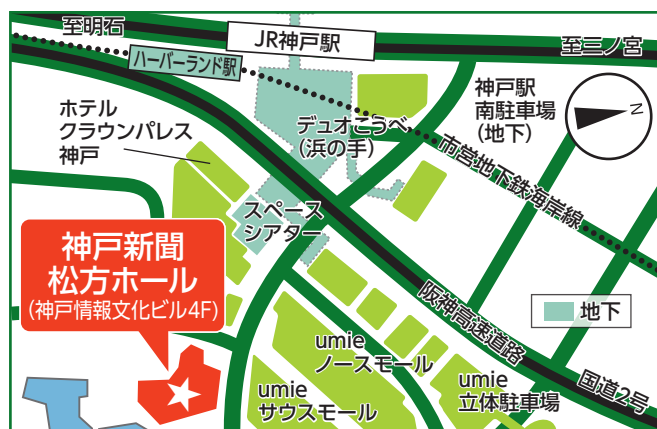 至明石
JR神戸駅
至三ノ宮
ハーバーランド駅
神戸駅
南駐車場
(地下)
N
ホテル
クラウンパレス
神戸
デュオこうべ
(浜の手)
市営地下鉄海岸線
スペース
シアター
神戸新聞
松方ホール
(神戸情報文化ビル4F)
阪神高速道路
地下
umie
ノースモール
umie
サウスモール
umie
立体駐車場
国道2号